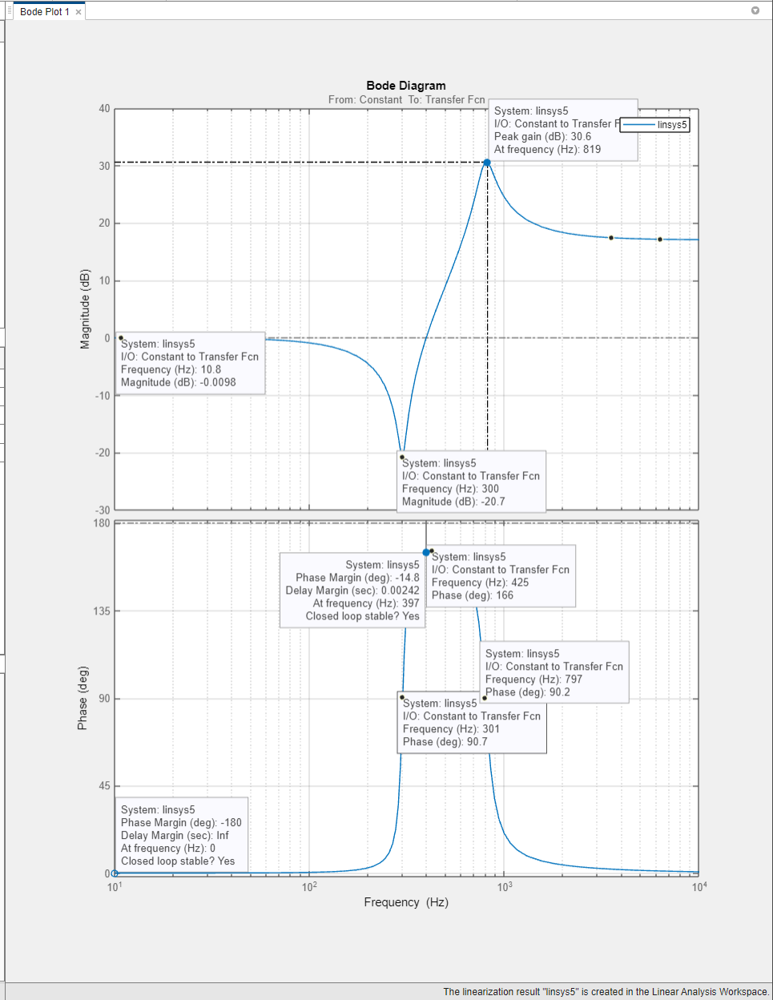 Bode Plot 1 ×
Bode Diagram
From: Constant To: Transfer Fcn
System: linsys5
I/O: Constant to Transfer F
Peak gain (dB): 30.6
At frequency (Hz): 819
linsys5
40
30
20
10
0
-10
-20
-30
Magnitude (dB)
System: linsys5
I/O: Constant to Transfer Fcn
Frequency (Hz): 10.8
Magnitude (dB): -0.0098
System: linsys5
I/O: Constant to Transfer Fcn
Frequency (Hz): 300
Magnitude (dB): -20.7
180
135
90
45
0
Phase (deg)
System: linsys5
Phase Margin (deg): -14.8
Delay Margin (sec): 0.00242
At frequency (Hz): 397
Closed loop stable? Yes
System: linsys5
I/O: Constant to Transfer Fcn
Frequency (Hz): 425
Phase (deg): 166
System: linsys5
I/O: Constant to Transfer Fcn
Frequency (Hz): 797
Phase (deg): 90.2
System: linsys5
I/O: Constant to Transfer Fcn
Frequency (Hz): 301
Phase (deg): 90.7
System: linsys5
Phase Margin (deg): -180
Delay Margin (sec): Inf
At frequency (Hz): 0
Closed loop stable? Yes
10¹ 10² 10³ 10⁴
Frequency (Hz)
The linearization result "linsys5" is created in the Linear Analysis Workspace.